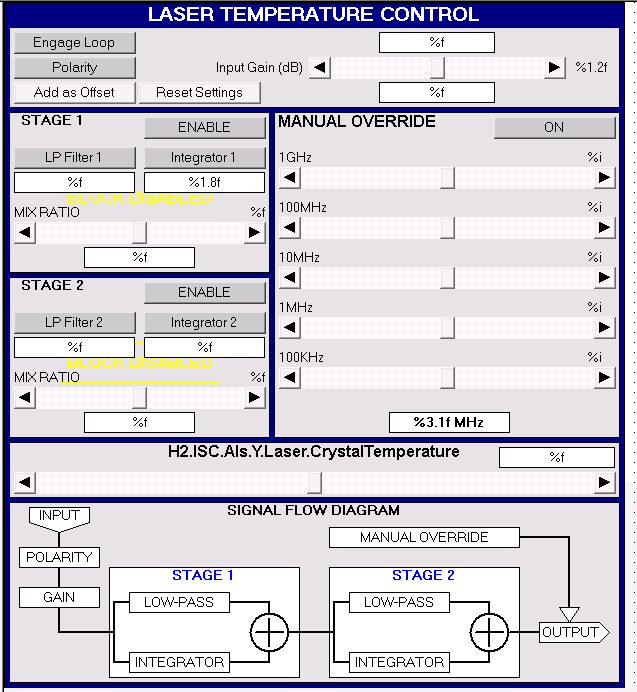 LASER TEMPERATURE CONTROL
Engage Loop
%f
Polarity
Input Gain (dB)
%1.2f
Add as Offset
Reset Settings
%f
STAGE 1
ENABLE
LP Filter 1
Integrator 1
%f
%1.8f
BLOCK DISABLED
MIX RATIO
%f
%f
STAGE 2
ENABLE
LP Filter 2
Integrator 2
%f
%f
BLOCK DISABLED
MIX RATIO
%f
%f
MANUAL OVERRIDE
ON
1GHz
%i
100MHz
%i
10MHz
%i
1MHz
%i
100KHz
%i
%3.1f MHz
H2.ISC.Als.Y.Laser.CrystalTemperature
%f
SIGNAL FLOW DIAGRAM
INPUT
MANUAL OVERRIDE
POLARITY
STAGE 1
STAGE 2
GAIN
LOW-PASS
LOW-PASS
OUTPUT
INTEGRATOR
INTEGRATOR